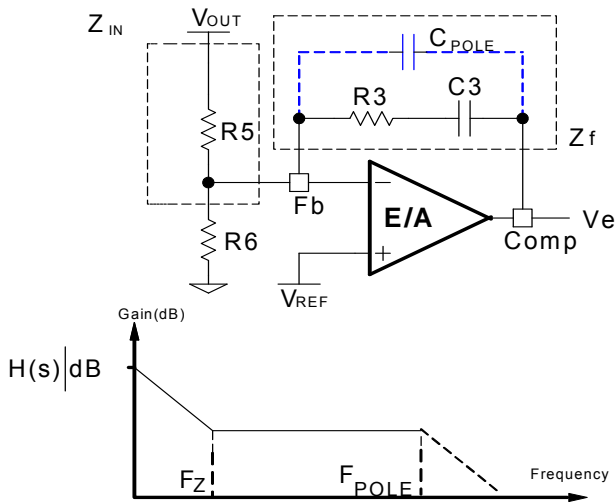 Z IN
VOUT
CPOLE
R3
C3
R5
Zf
Fb
E/A
Ve
R6
Comp
VREF
Gain(dB)
H(s)|dB
FZ
FPOLE
Frequency